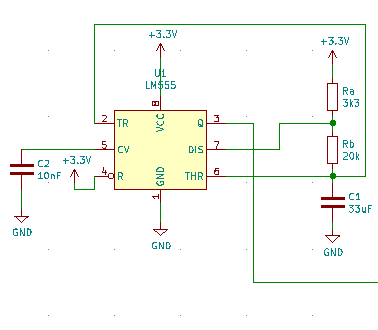 +3.3V
+3.3V
U1
LM555
8
VCC
Ra
3k3
2
TR
Q
3
5
CV
DIS
7
Rb
20k
C2
10nF
+3.3V
4
R
GND
THR
6
1
C1
33uF
GND
GND
GND